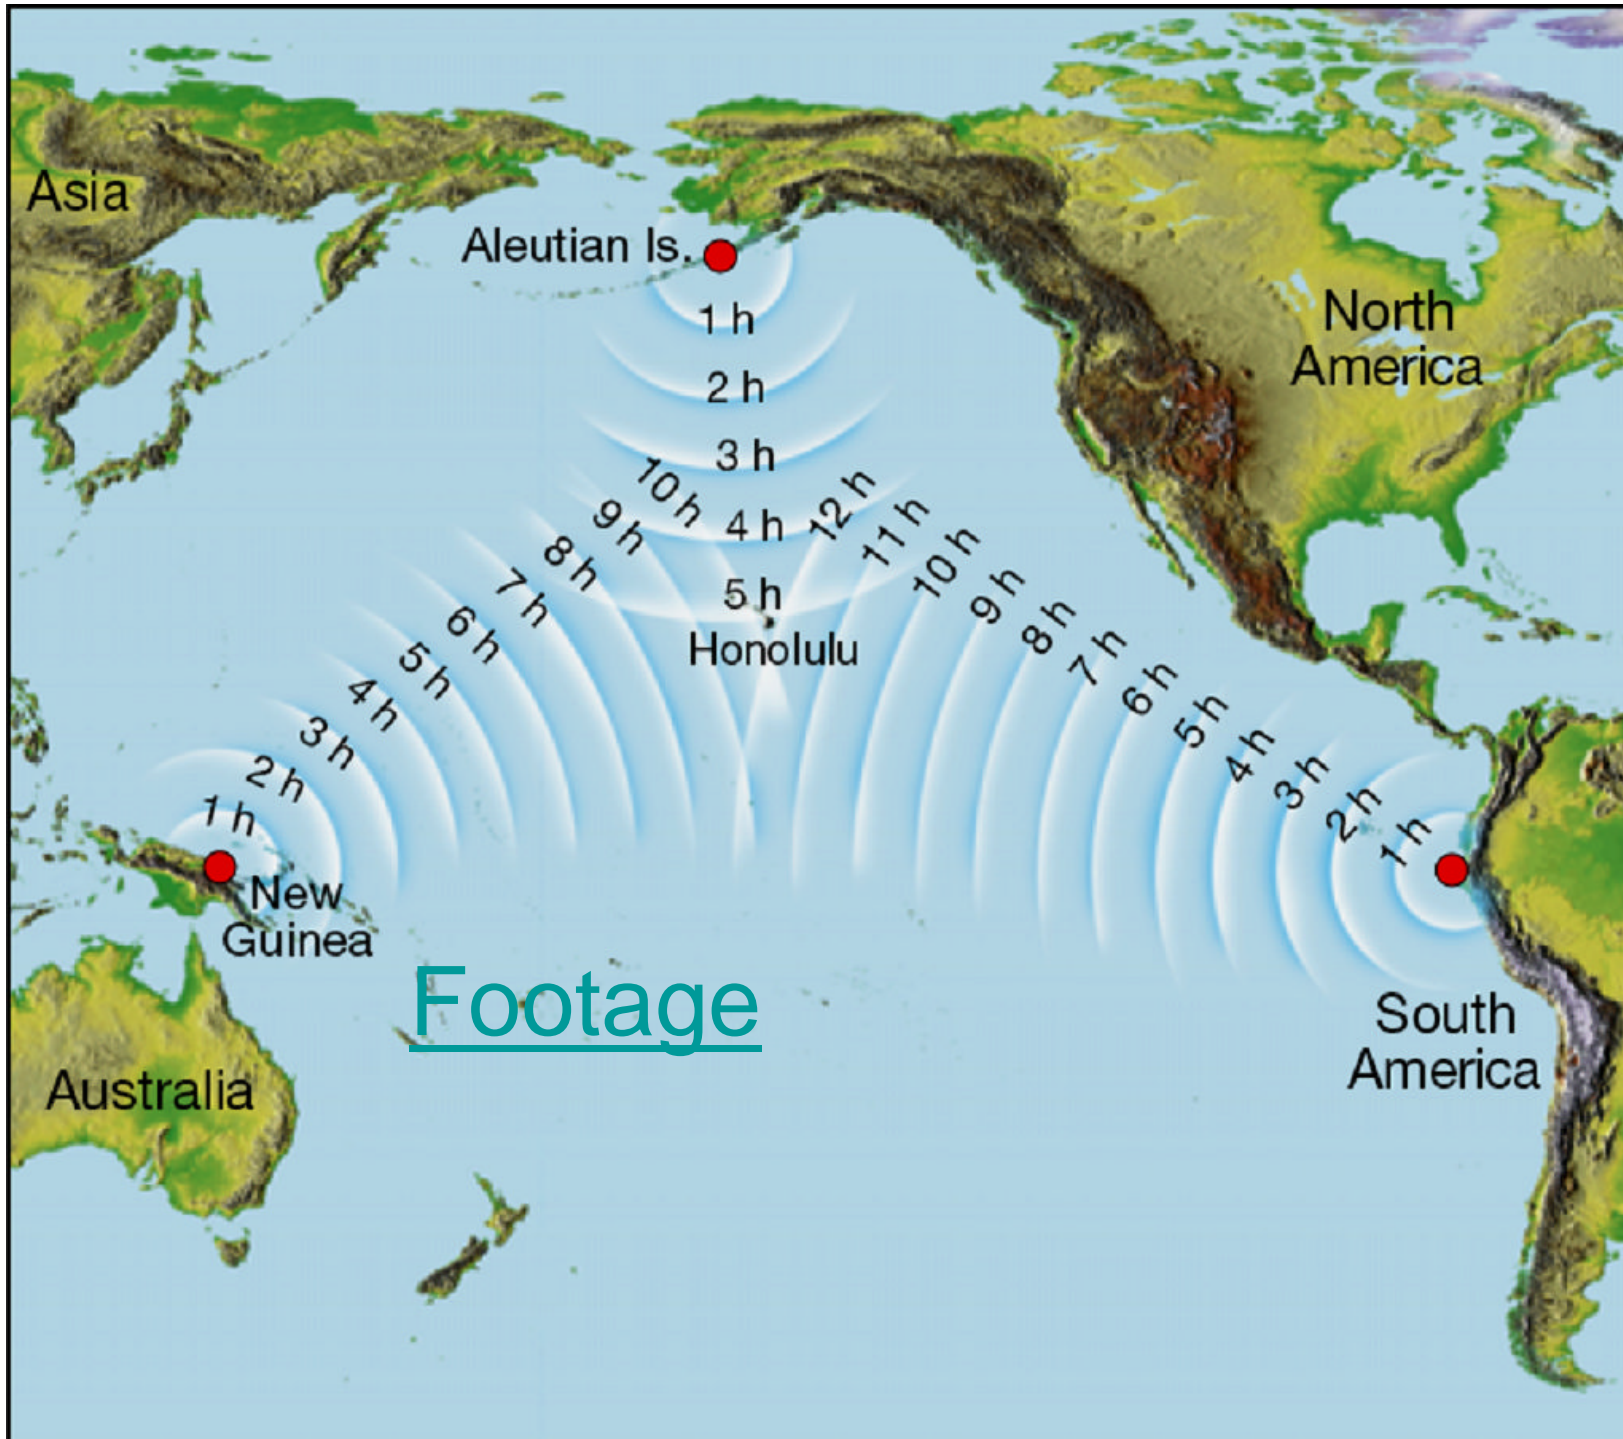 Asia
Aleutian Is.
North
America
1 h
2 h
3 h
4 h
5 h
Honolulu
1 h
2 h
3 h
4 h
5 h
6 h
7 h
8 h
9 h
10 h
12 h
11 h
10 h
9 h
8 h
7 h
6 h
5 h
4 h
3 h
2 h
1 h
New
Guinea
Footage
South
America
Australia